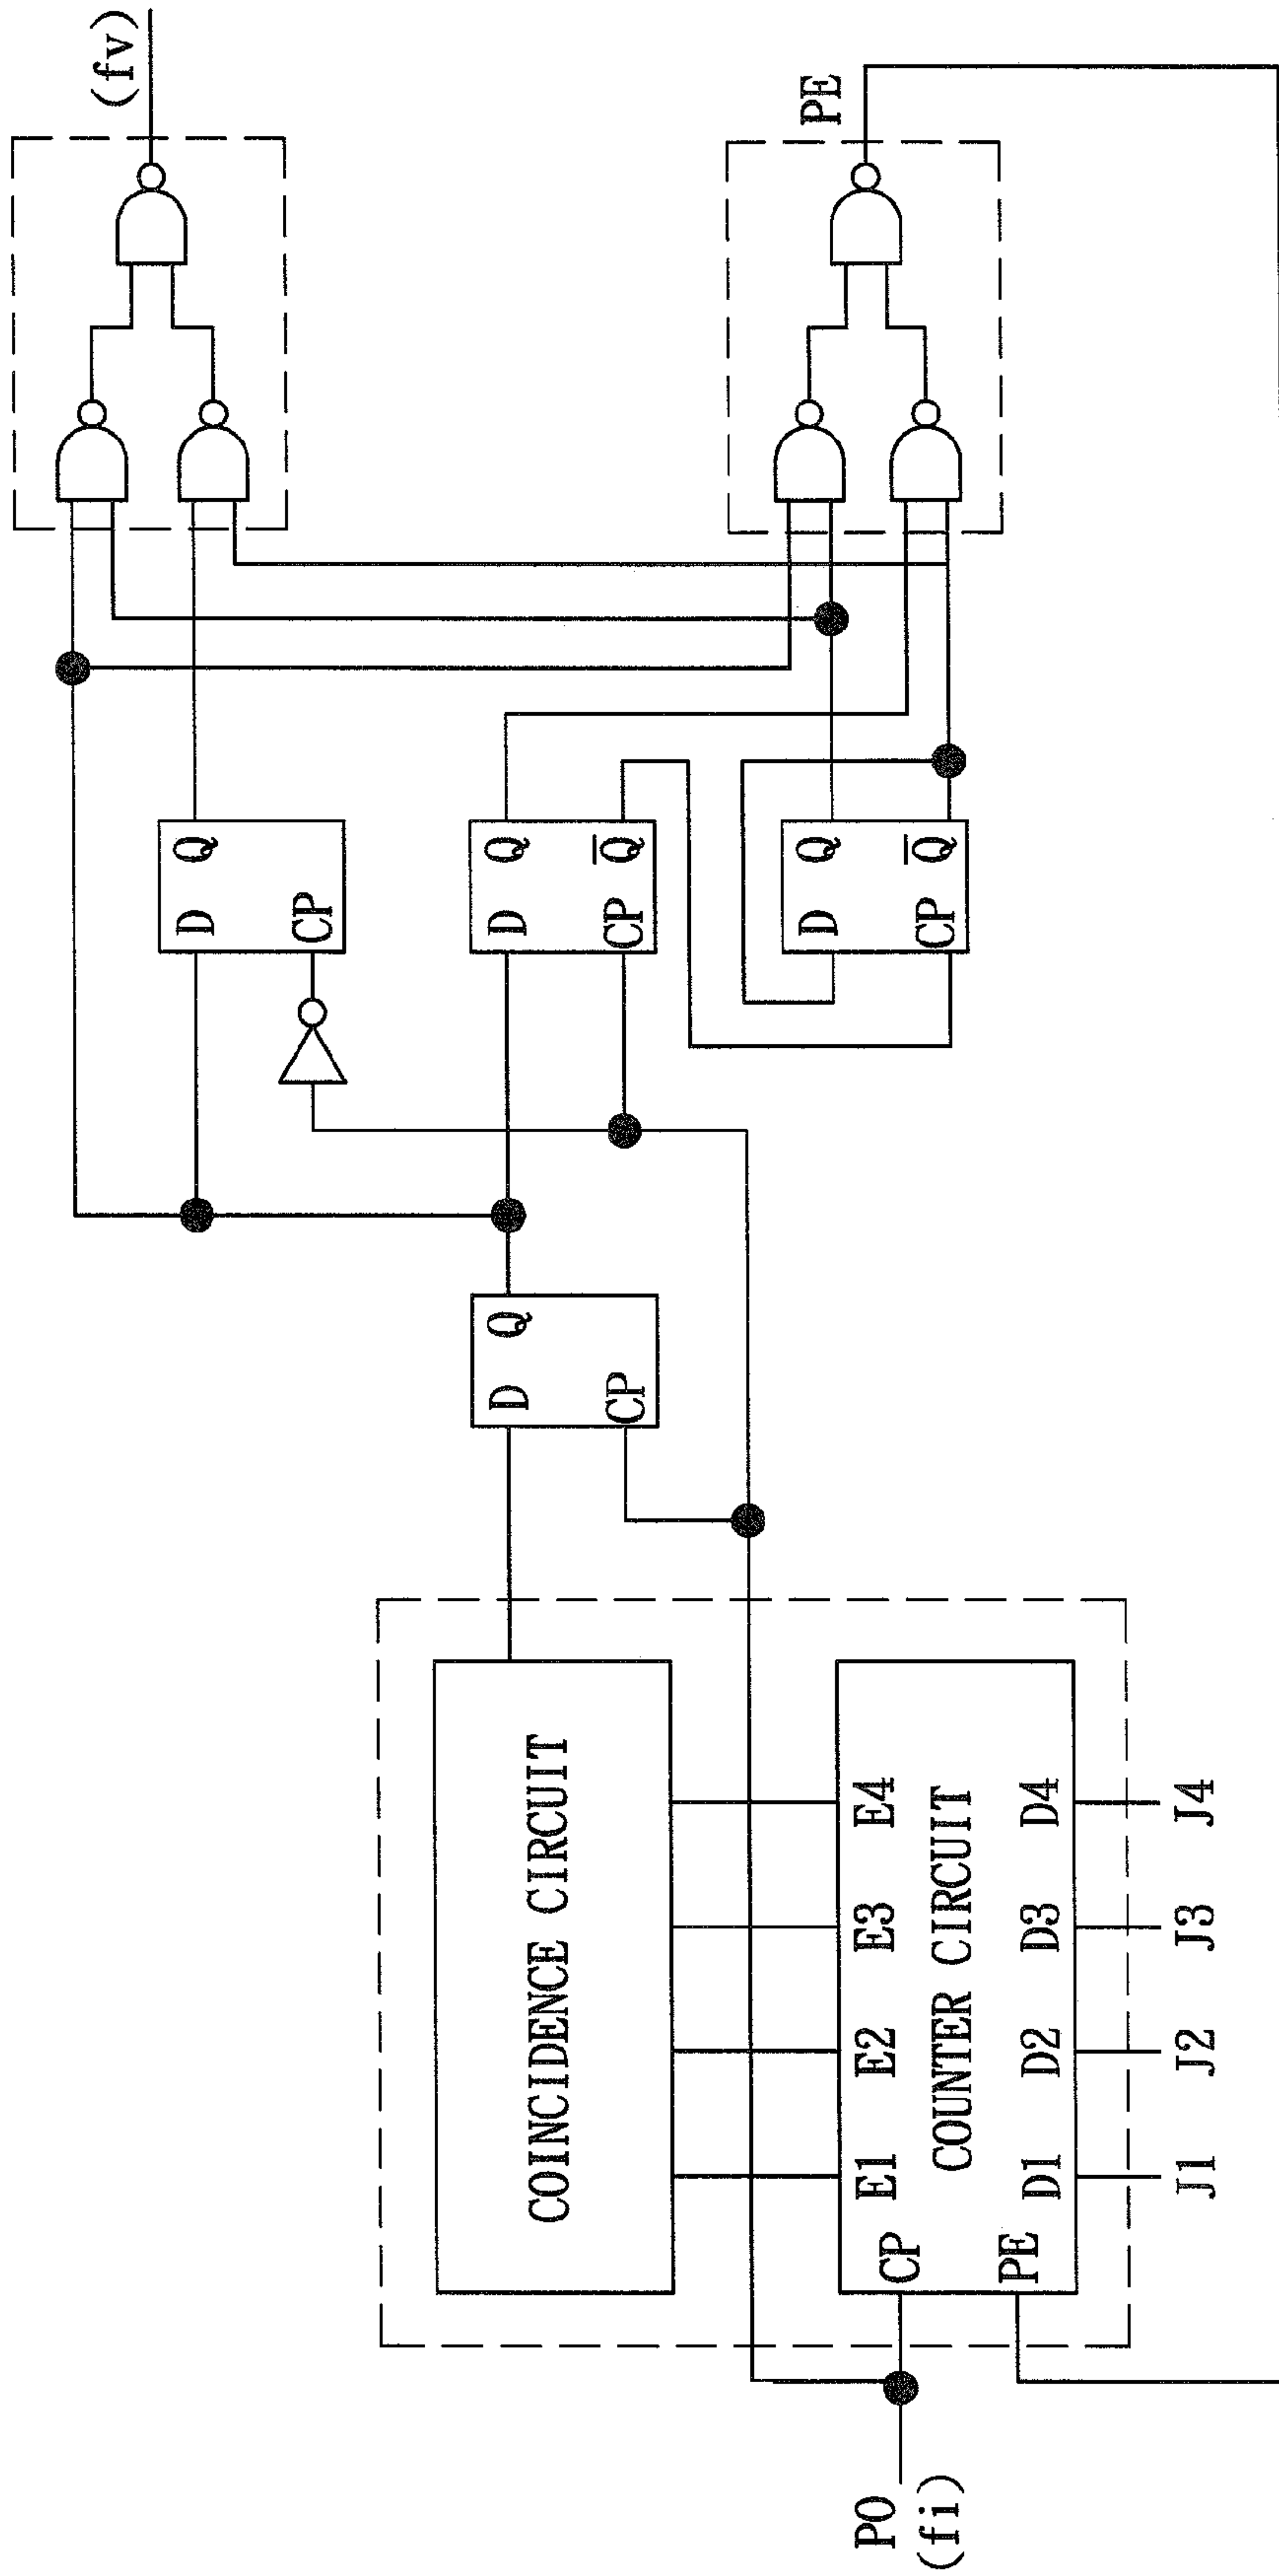 (fv)
PE
D Q
CP
D Q
CP Q
D Q
CP Q
D Q
CP
COINCIDENCE CIRCUIT
CP E1 E2 E3 E4
COUNTER CIRCUIT
PE D1 D2 D3 D4
J1 J2 J3 J4
PO
(fi)